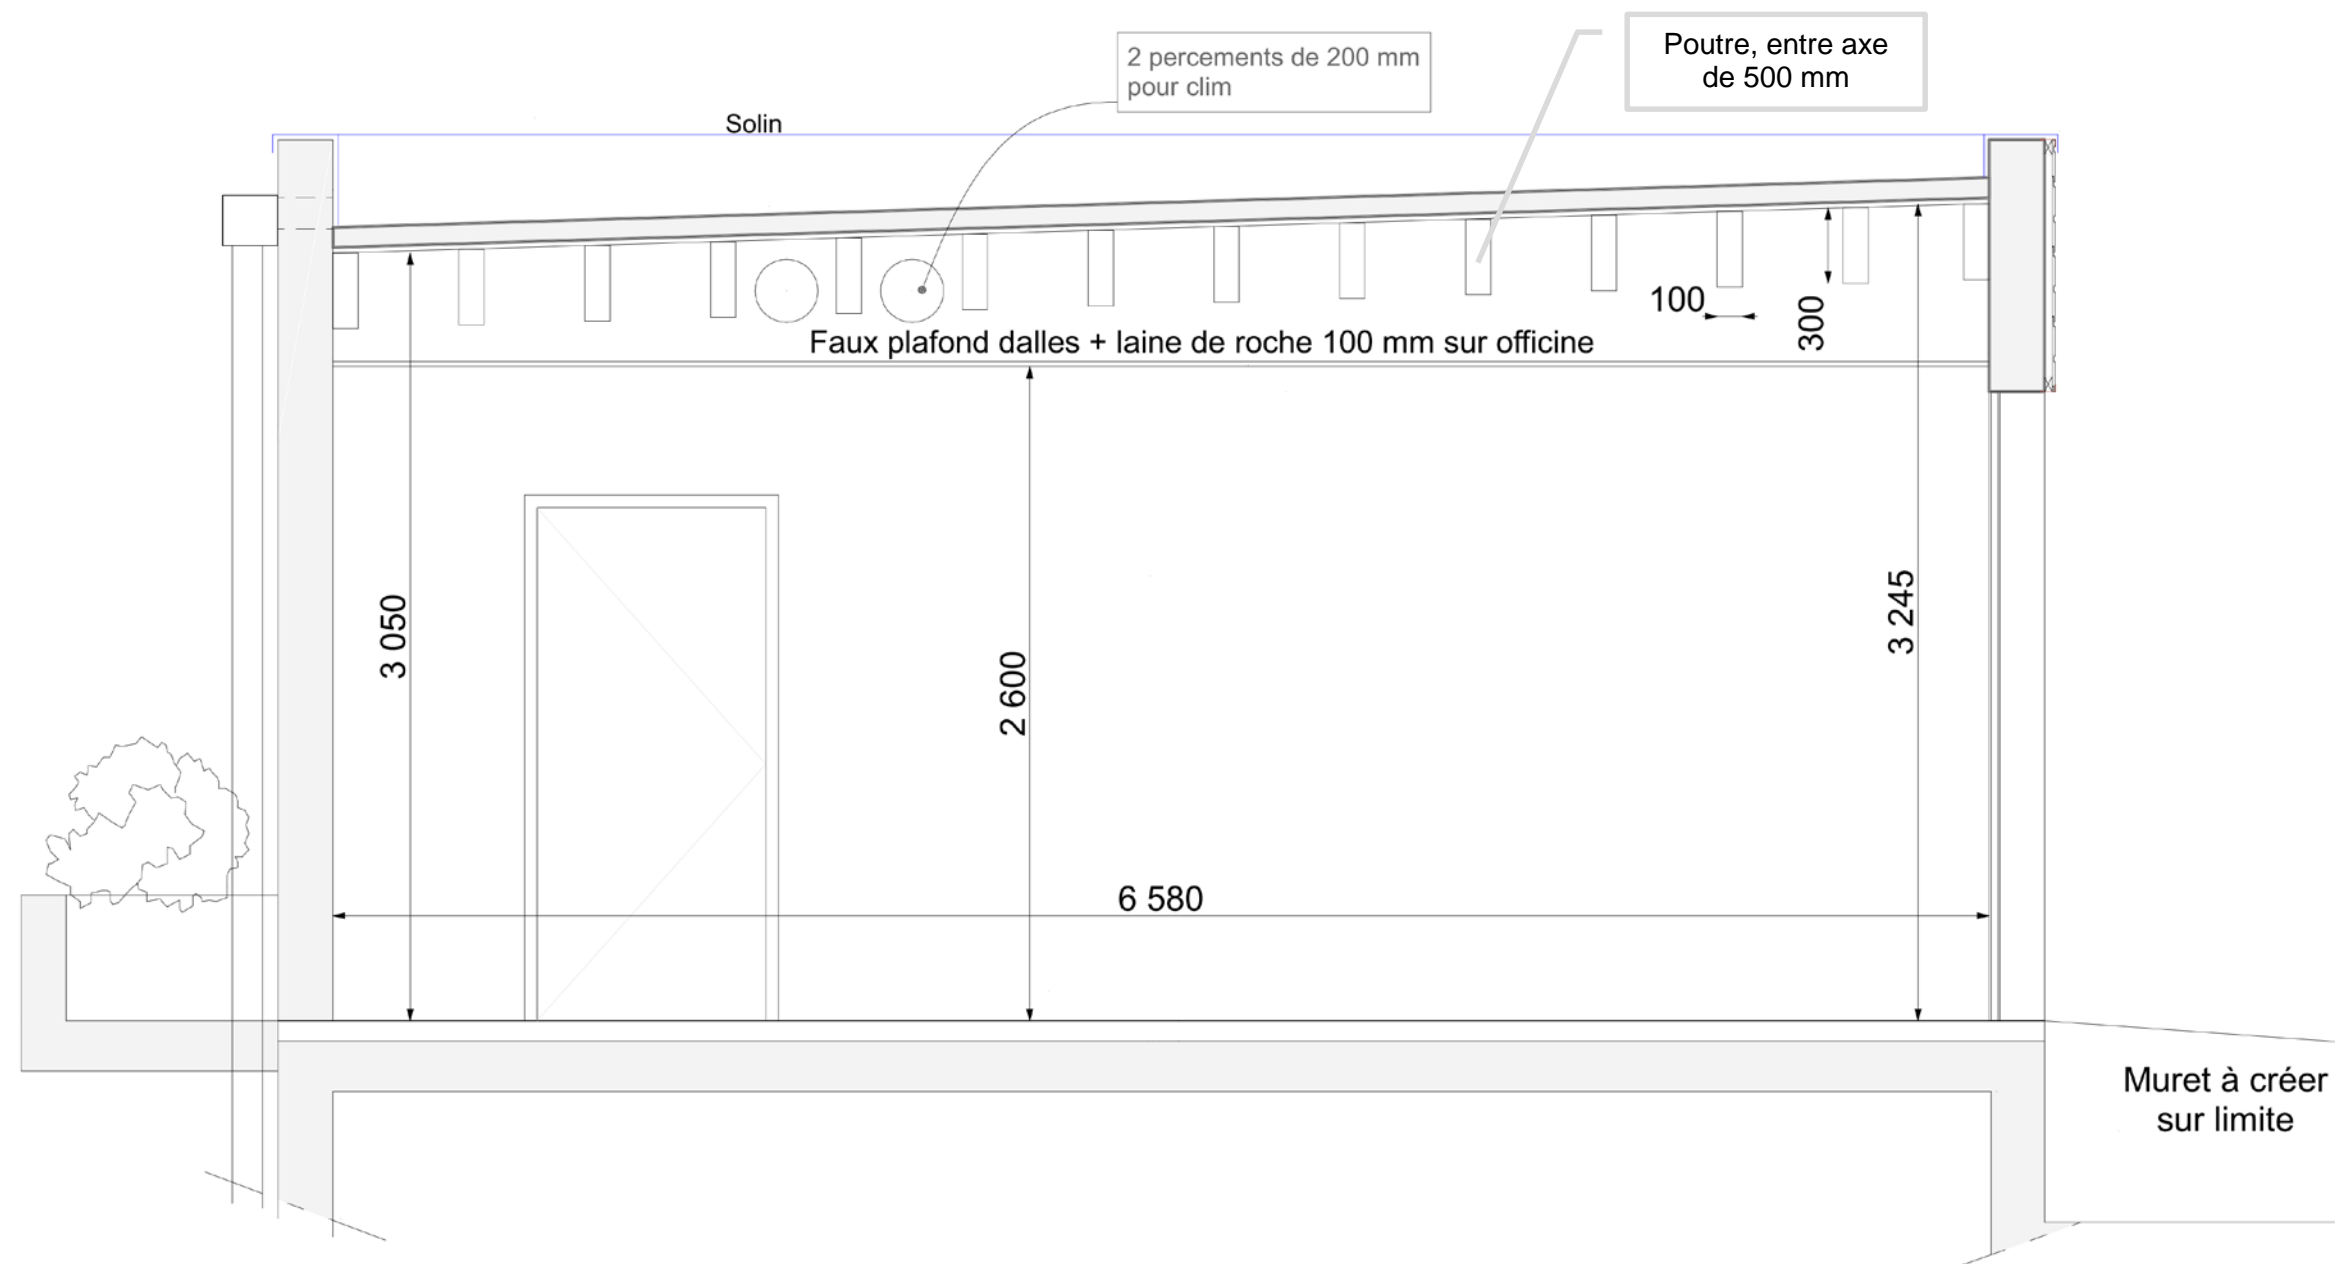 Poutre, entre axe
de 500 mm
2 percements de 200 mm
pour clim
Solin
100
300
Faux plafond dalles + laine de roche 100 mm sur officine
3 050
2 600
3 245
6 580
Muret à créer
sur limite